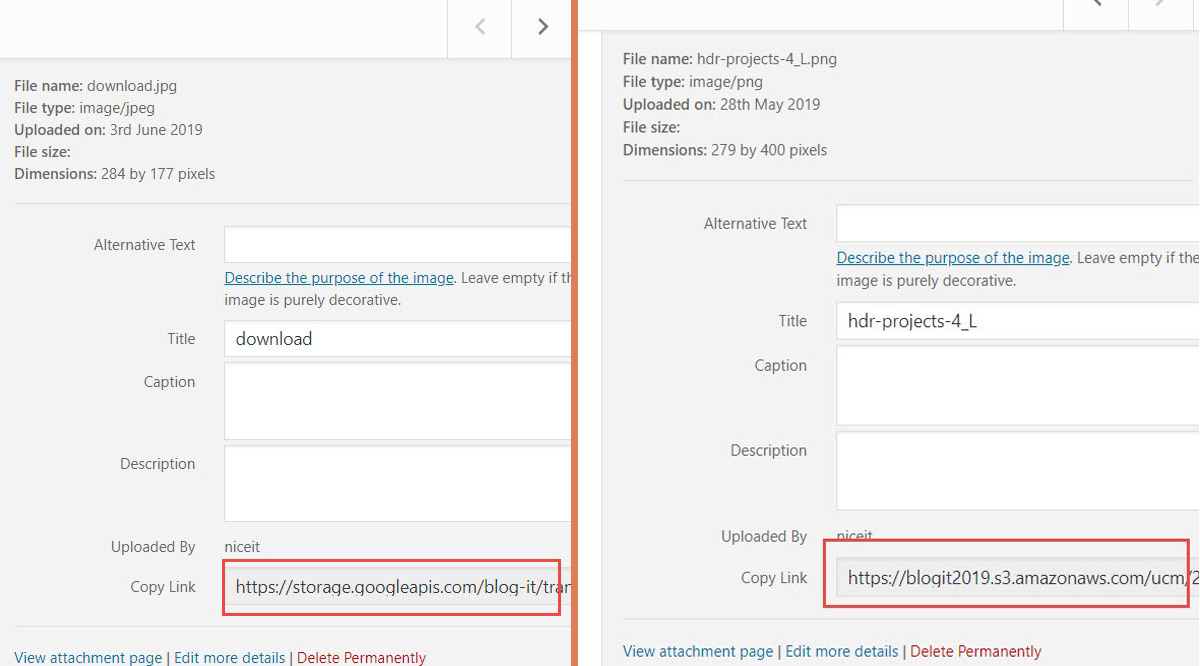 File name: download.jpg
File type: image/jpeg
Uploaded on: 3rd June 2019
File size:
Dimensions: 284 by 177 pixels
Alternative Text
Describe the purpose of the image. Leave empty if th
image is purely decorative.
Title
download
Caption
Description
Uploaded By
niceit
Copy Link
https://storage.googleapis.com/blog-it/tran
View attachment page | Edit more details | Delete Permanently
File name: hdr-projects-4_L.png
File type: image/png
Uploaded on: 28th May 2019
File size:
Dimensions: 279 by 400 pixels
Alternative Text
Describe the purpose of the image. Leave empty if the
image is purely decorative.
Title
hdr-projects-4_L
Caption
Description
Uploaded By
niceit
Copy Link
https://blogit2019.s3.amazonaws.com/ucm/2
View attachment page | Edit more details | Delete Permanently